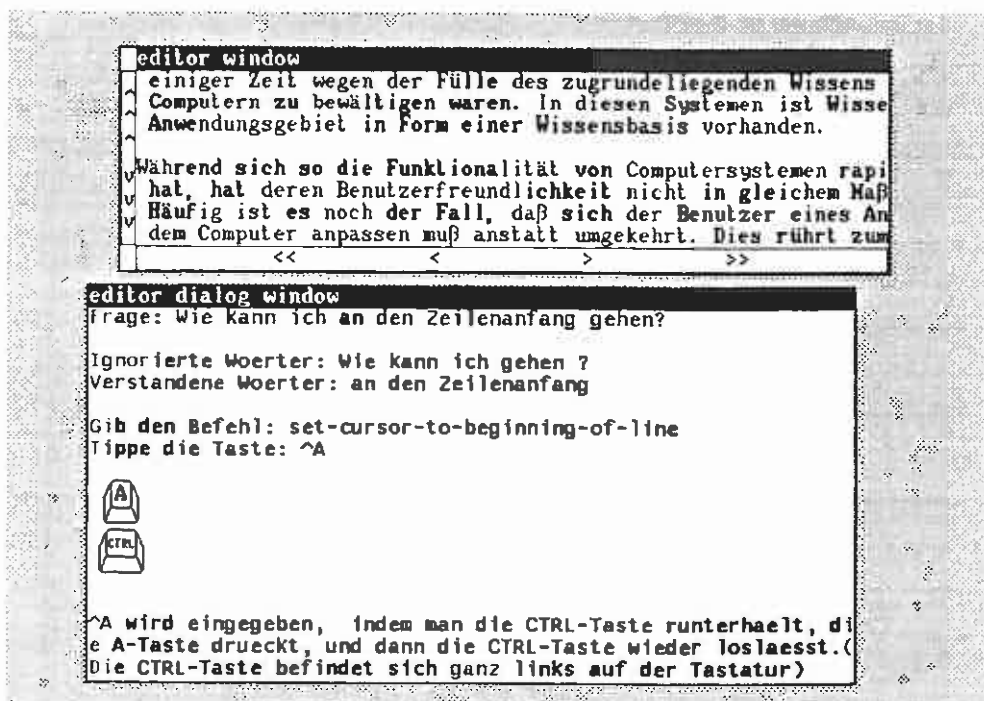 editor window
einiger Zeit wegen der Fülle des zugrundeliegenden Wissens
Computern zu bewältigen waren. In diesen Systemen ist Wisse
Anwendungsgebiet in Form einer Wissensbasis vorhanden.
Während sich so die Funktionalität von Computersystemen rapi
hat, hat deren Benutzerfreundlichkeit nicht in gleichem Maß
Häufig ist es noch der Fall, daß sich der Benutzer eines An
dem Computer anpassen muß anstatt umgekehrt. Dies rührt zum
<< < > >>
editor dialog window
Frage: Wie kann ich an den Zeilenanfang gehen?
Ignorierte Woerter: Wie kann ich gehen ?
Verstandene Woerter: an den Zeilenanfang
Gib den Befehl: set-cursor-to-beginning-of-line
Tippe die Taste: ^A
A
CTRL
^A wird eingegeben, indem man die CTRL-Taste runterhaelt, di
e A-Taste drueckt, und dann die CTRL-Taste wieder loslaesst.(
Die CTRL-Taste befindet sich ganz links auf der Tastatur)